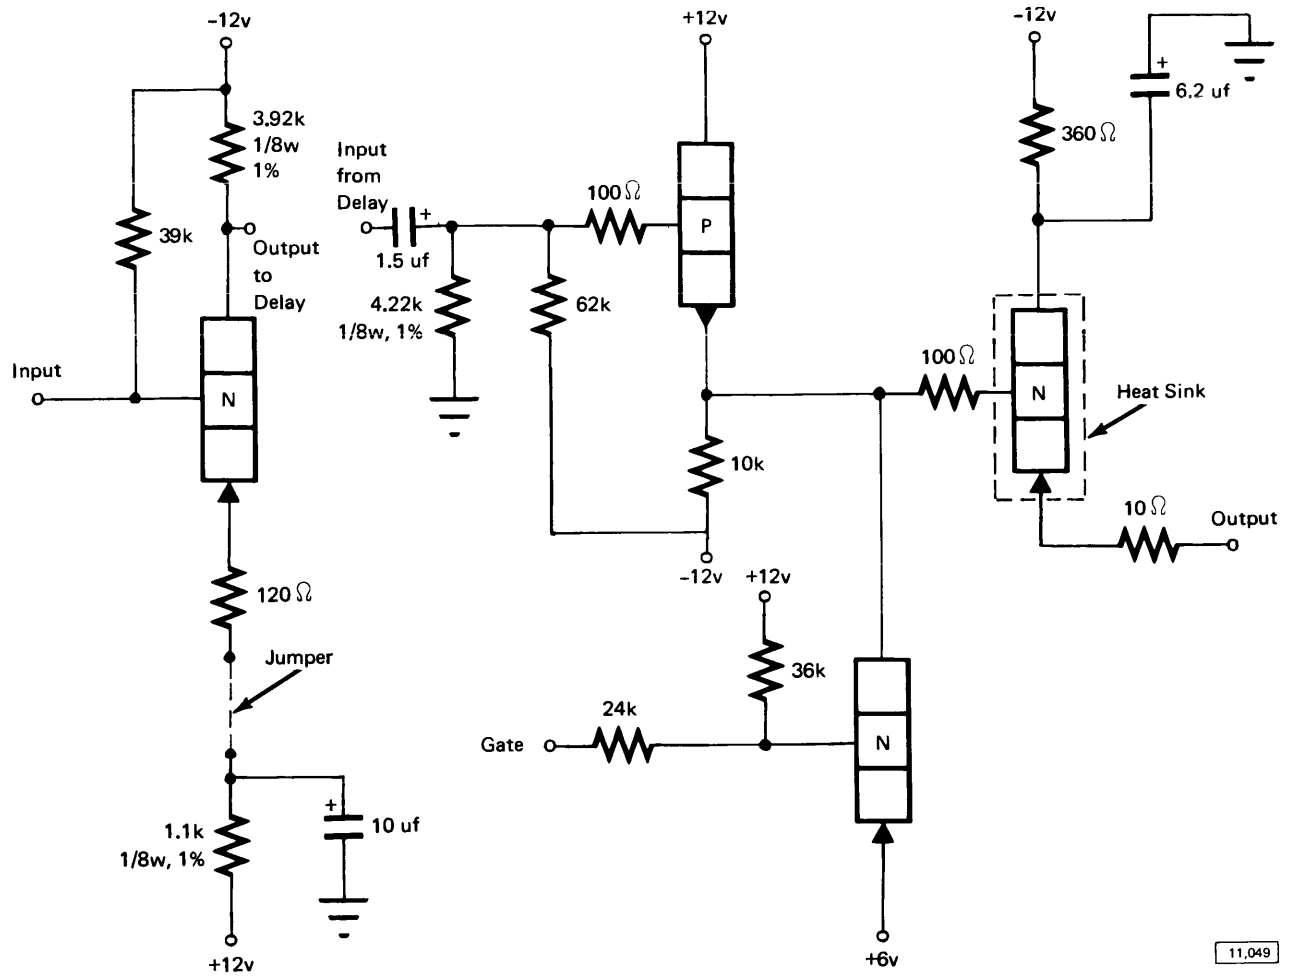 -12v
3.92k
1/8w
1%
39k
Output
to
Delay
Input
N
120 Ω
Jumper
1.1k
1/8w, 1%
10 uf
+
+12v
Input
from
Delay
+
1.5 uf
4.22k
1/8w, 1%
62k
100 Ω
+12v
P
10k
-12v
+12v
36k
24k
Gate
N
+6v
100 Ω
-12v
360 Ω
+
6.2 uf
N
Heat Sink
10 Ω
Output
11,049